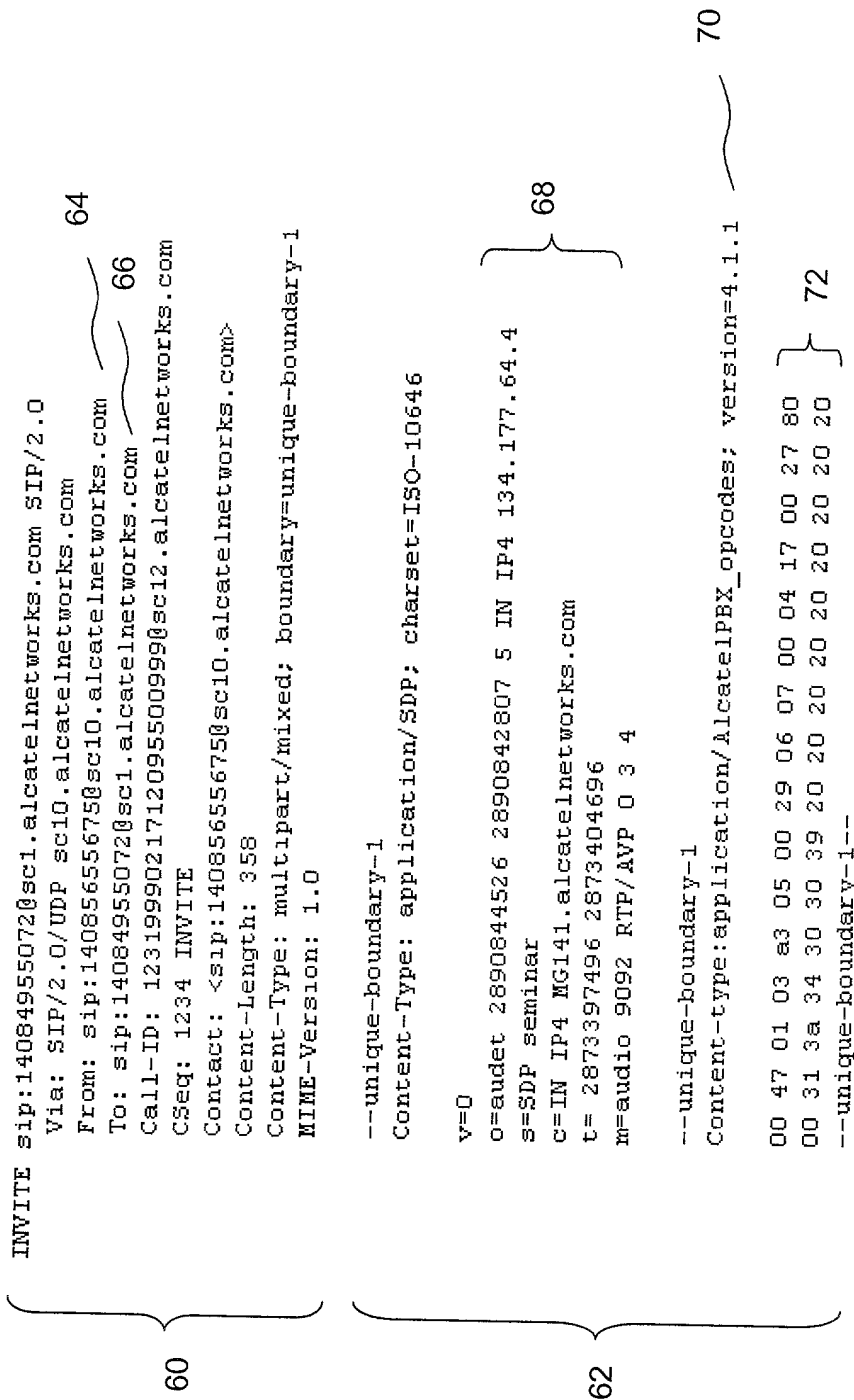 INVITE sip:14084955072@sc1.alcatelnetworks.com SIP/2.0
Via: SIP/2.0/UDP sc10.alcatelnetworks.com
From: sip:14085655675@sc10.alcatelnetworks.com
64
To: sip:14084955072@sc1.alcatelnetworks.com
66
Call-ID: 12319990217120955500999@sc12.alcatelnetworks.com
CSeq: 1234 INVITE
Contact: <sip:14085655675@sc10.alcatelnetworks.com>
Content-Length: 358
Content-Type: multipart/mixed; boundary=unique-boundary-1
MIME-Version: 1.0
60
--unique-boundary-1
Content-Type: application/SDP; charset=ISO-10646
v=0
o=audet 2890844526 2890842807 5 IN IP4 134.177.64.4
s=SDP seminar
c=IN IP4 MG141.alcatelnetworks.com
t= 2873397496 2873404696
m=audio 9092 RTP/AVP 0 3 4
68
62
--unique-boundary-1
Content-type:application/AlcatelPBX_opcodes; version=4.1.1
70
00 47 01 03 a3 05 00 29 06 07 00 04 17 00 27 80
00 31 3a 34 30 30 39 20 20 20 20 20 20 20 20 20
72
--unique-boundary-1--